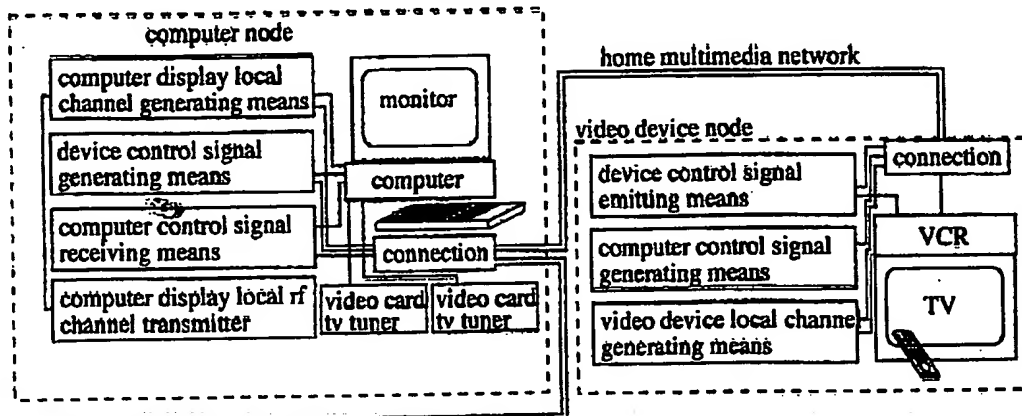 computer node
computer display local
channel generating means
monitor
device control signal
generating means
computer
computer control signal
receiving means
connection
computer display local rf
channel transmitter
video card
tv tuner
video card
tv tuner
home multimedia network
video device node
connection
device control signal
emitting means
VCR
computer control signal
generating means
TV
video device local channe
generating means